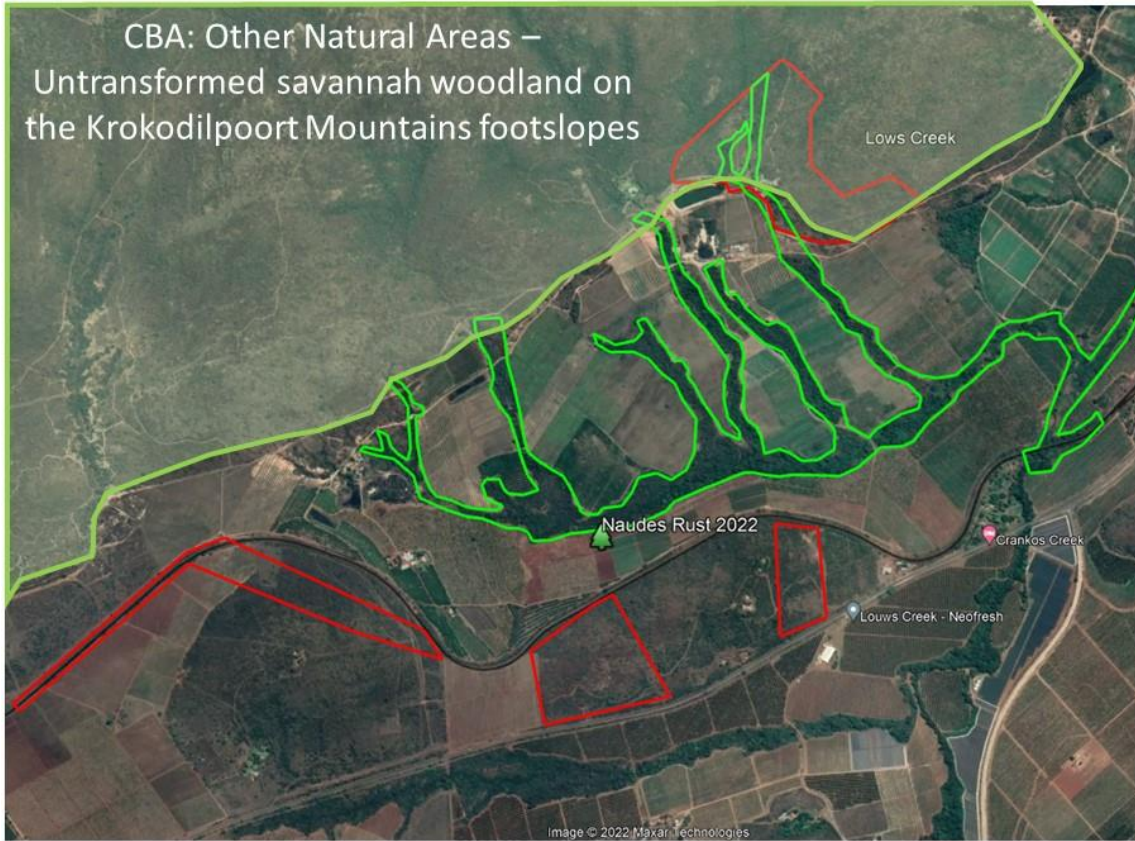 CBA: Other Natural Areas –
Untransformed savannah woodland on
the Krokodilpoort Mountains footslopes
Lows Creek
Naudes Rust 2022
Crankos Creek
Louws Creek - Neofresh
Image © 2022 Maxar Technologies